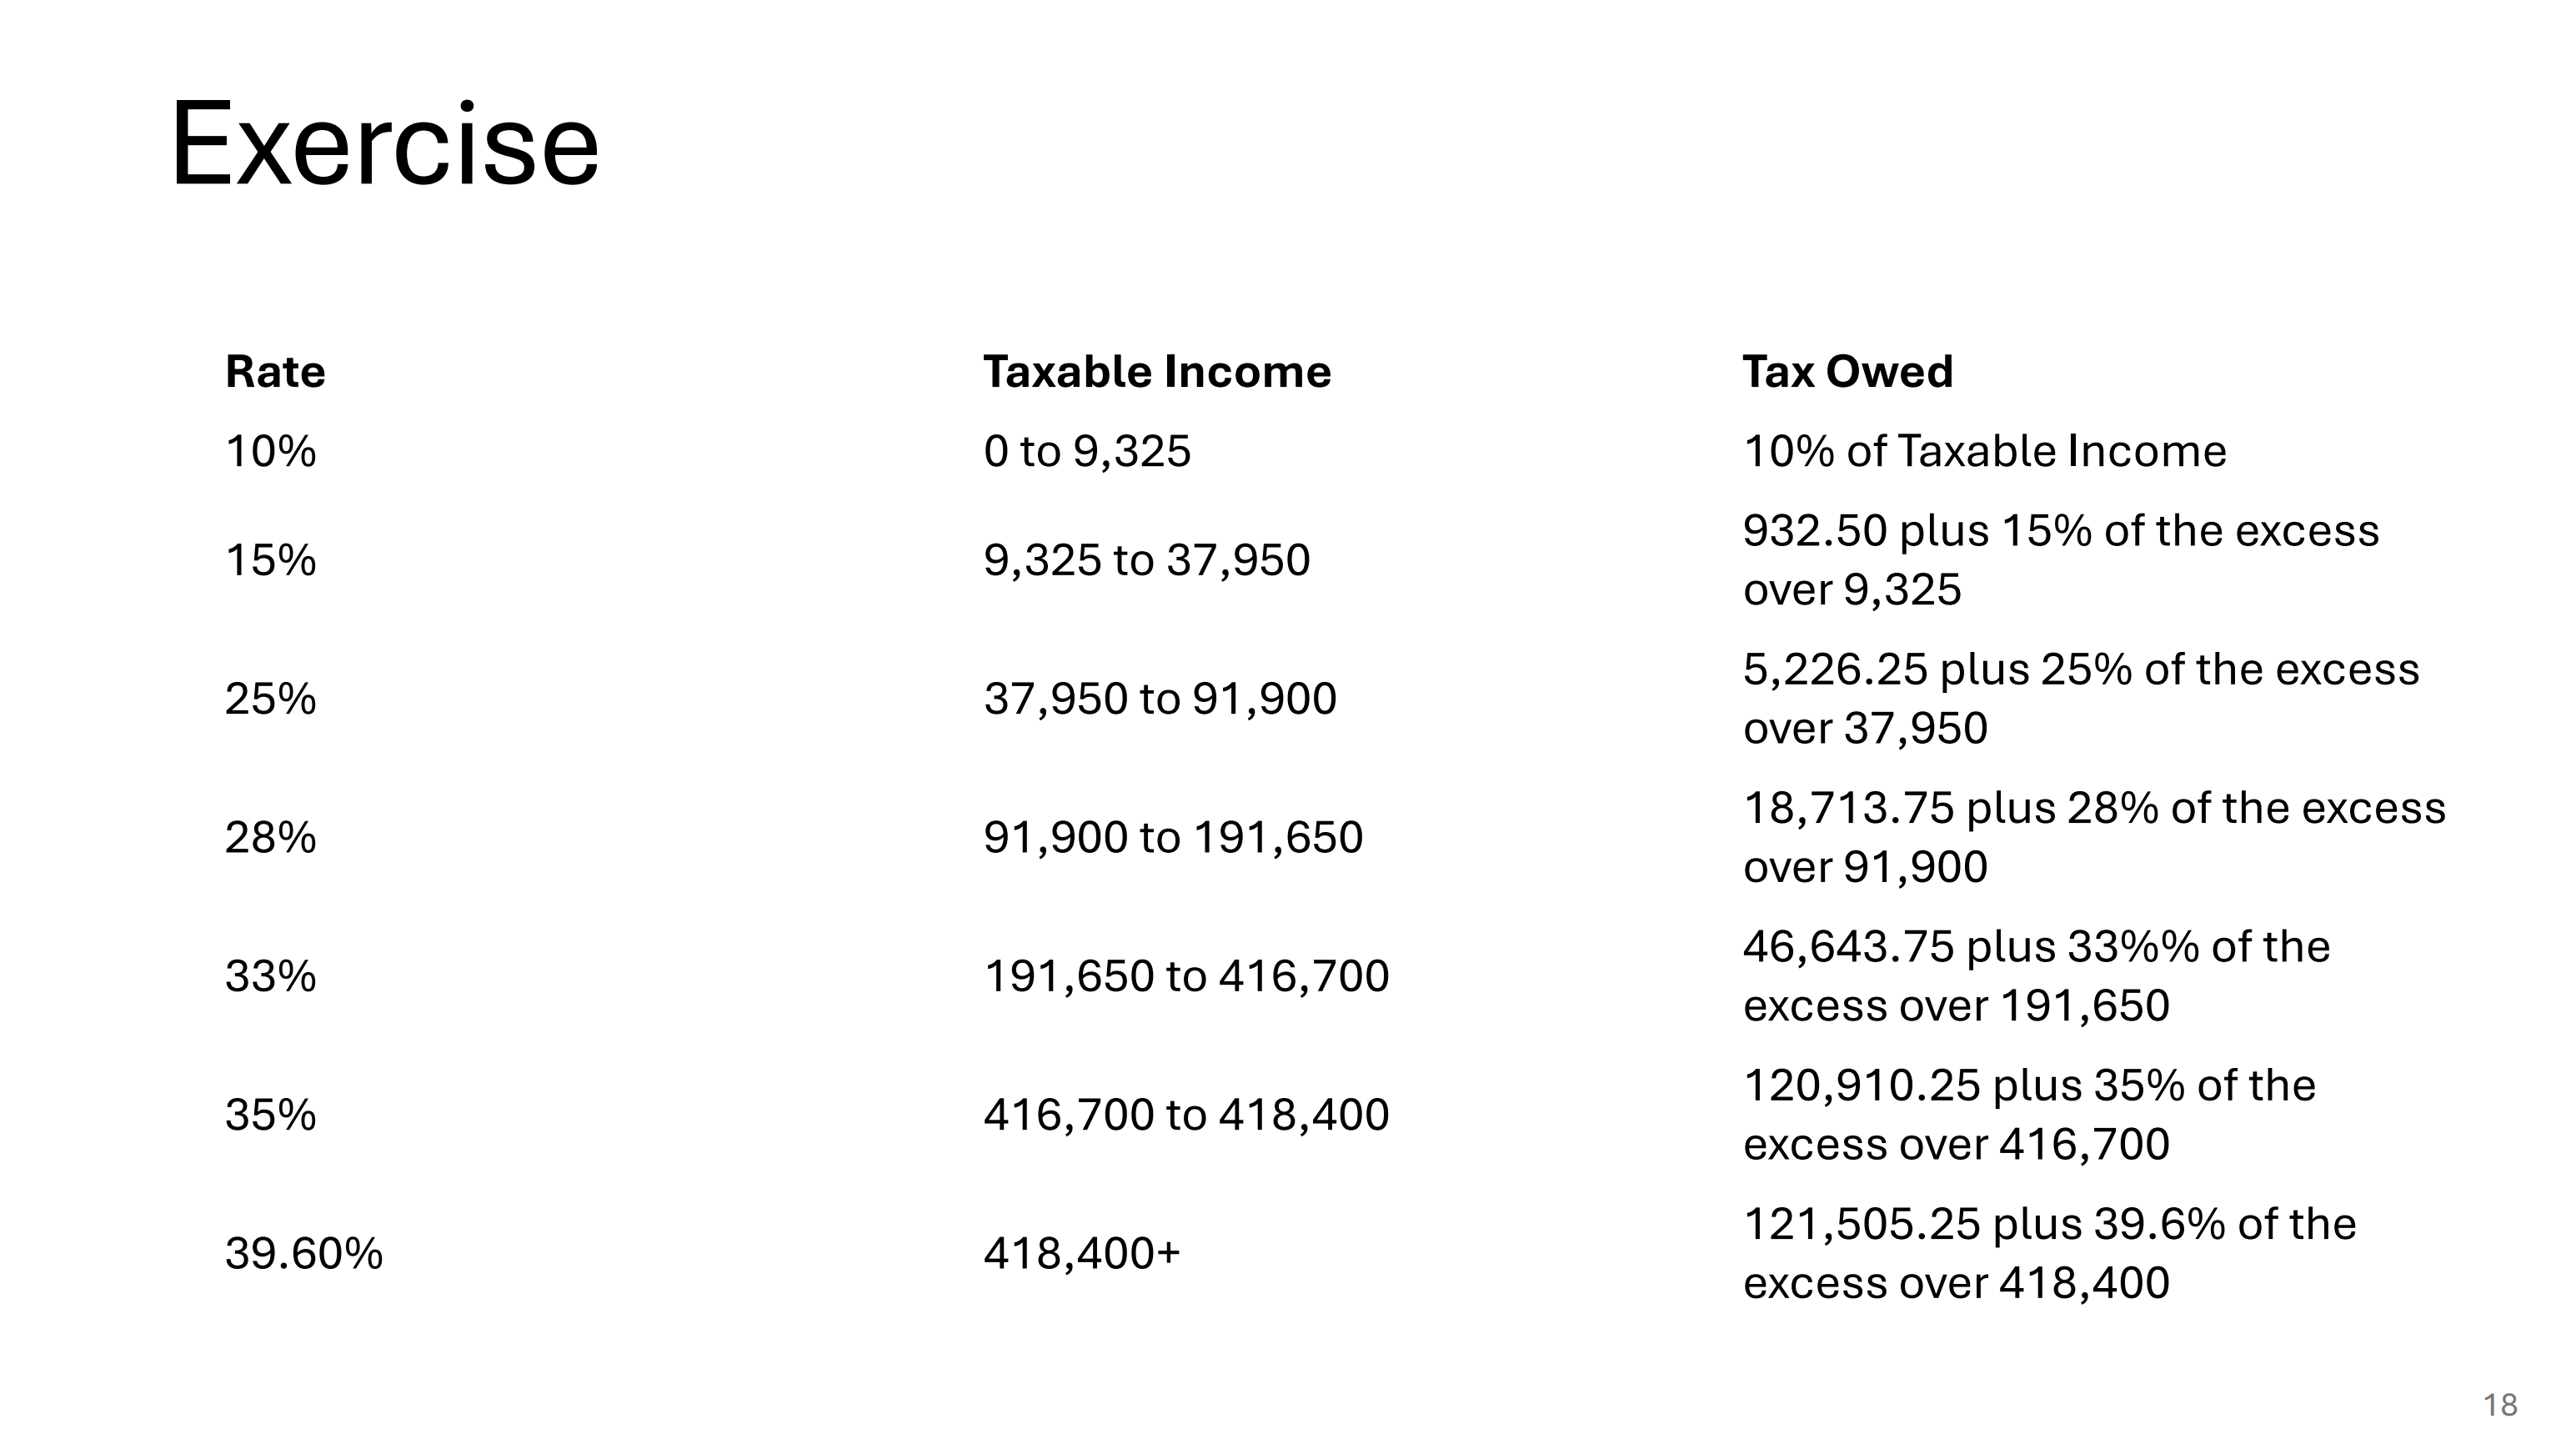 Exercise
Rate Taxable Income Tax Owed
10% 0 to 9,325 10% of Taxable Income
15% 9,325 to 37,950 932.50 plus 15% of the excess
over 9,325
25% 37,950 to 91,900 5,226.25 plus 25% of the excess
over 37,950
28% 91,900 to 191,650 18,713.75 plus 28% of the excess
over 91,900
33% 191,650 to 416,700 46,643.75 plus 33%% of the
excess over 191,650
35% 416,700 to 418,400 120,910.25 plus 35% of the
excess over 416,700
39.60% 418,400+ 121,505.25 plus 39.6% of the
excess over 418,400
18